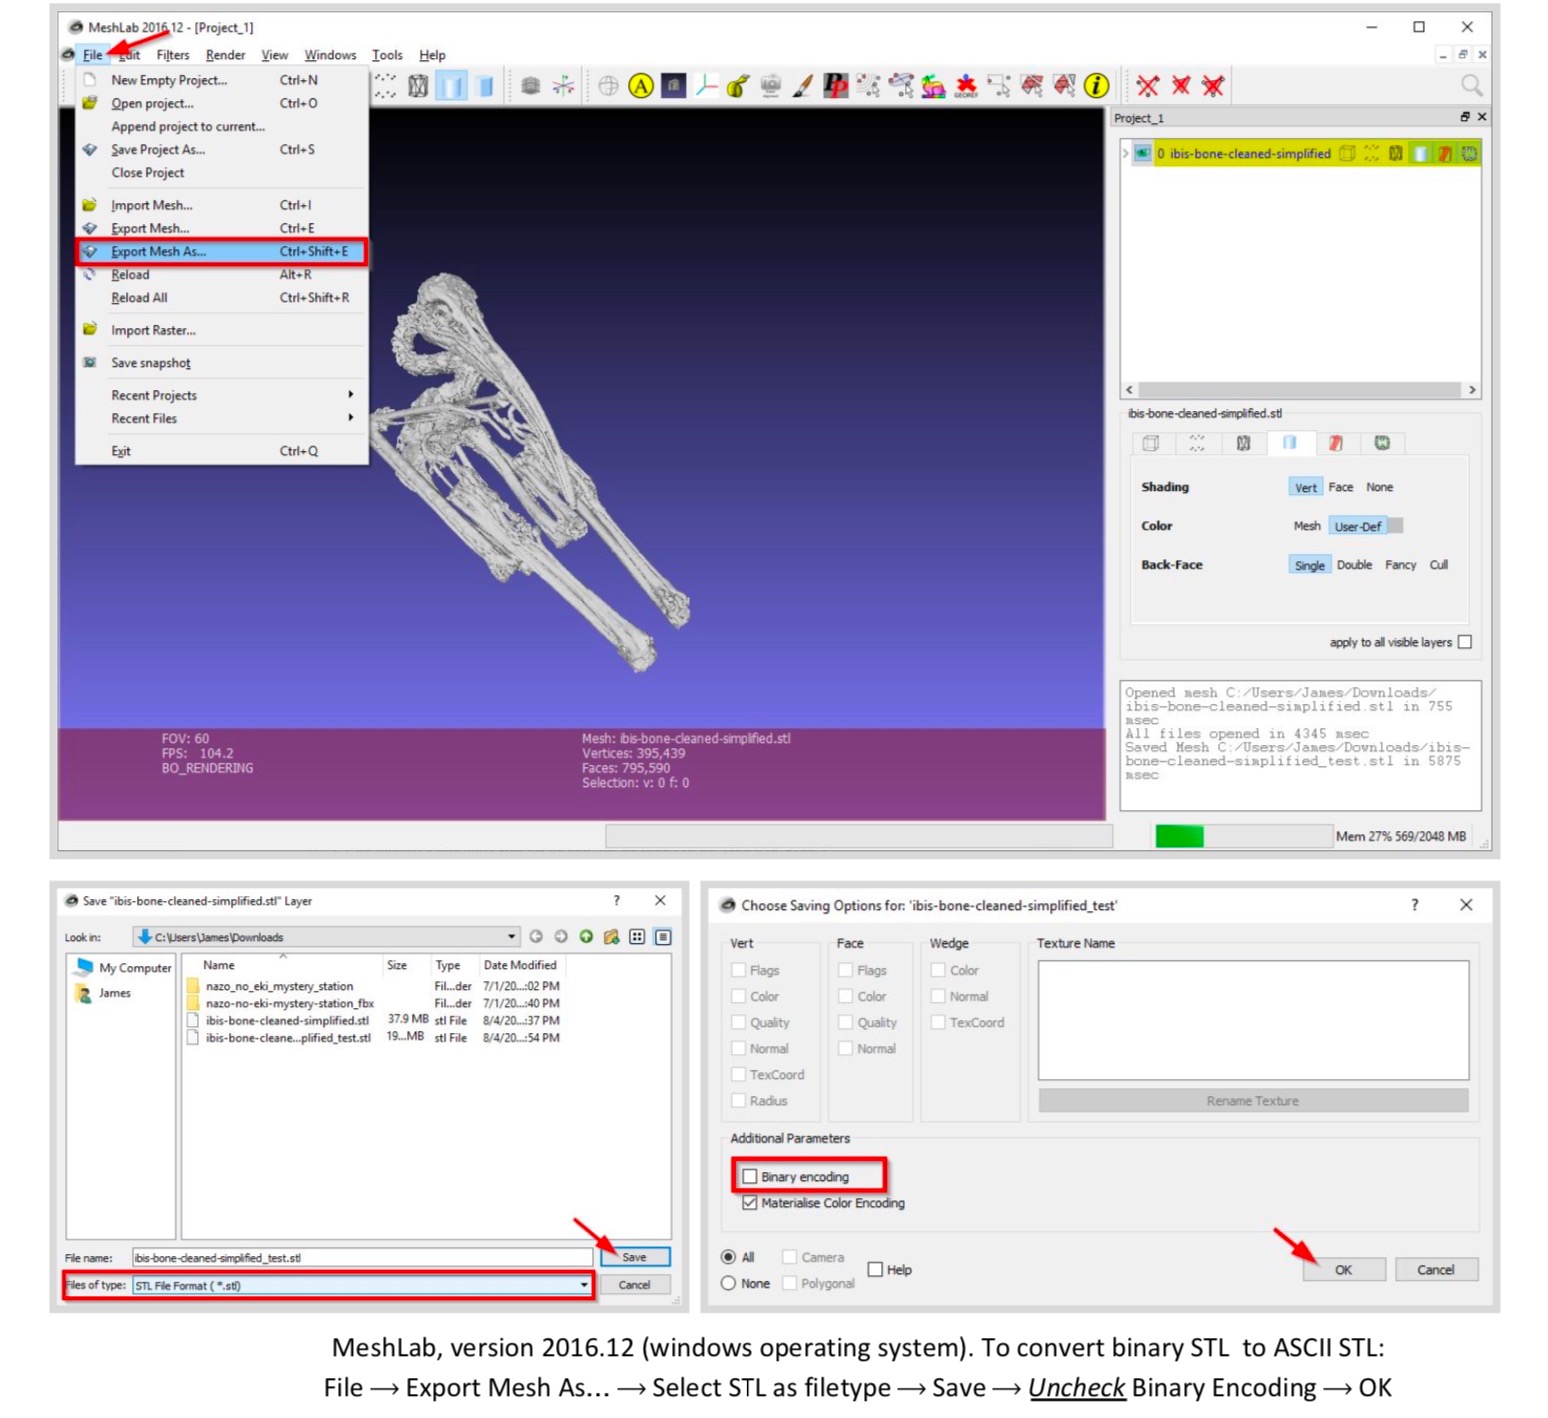 MeshLab 2016.12 - [Project_1]
File Edit Filters Render View Windows Tools Help
New Empty Project... Ctrl+N
Open project... Ctrl+O
Append project to current...
Save Project As... Ctrl+S
Close Project
Import Mesh... Ctrl+I
Export Mesh... Ctrl+E
Export Mesh As... Ctrl+Shift+E
Reload Alt+R
Reload All Ctrl+Shift+R
Import Raster...
Save snapshot
Recent Projects
Recent Files
Exit Ctrl+Q
A
PP
GEOREF
i
Project_1
0 ibis-bone-cleaned-simplified
ibis-bone-cleaned-simplified.stl
Shading Vert Face None
Color Mesh User-Def
Back-Face Single Double Fancy Cull
apply to all visible layers
Opened mesh C:/Users/James/Downloads/
ibis-bone-cleaned-simplified.stl in 755
msec
All files opened in 4345 msec
Saved Mesh C:/Users/James/Downloads/ibis-
bone-cleaned-simplified_test.stl in 5875
msec
FOV: 60
FPS: 104.2
BO_RENDERING
Mesh: ibis-bone-cleaned-simplified.stl
Vertices: 395,439
Faces: 795,590
Selection: v: 0 f: 0
Mem 27% 569/2048 MB
Save "ibis-bone-cleaned-simplified.stl" Layer ?
Look in: C:\Users\James\Downloads
My Computer
James
Name Size Type Date Modified
nazo_no_eki_mystery_station Fil...der 7/1/20...:02 PM
nazo-no-eki-mystery-station_fbx Fil...der 7/1/20...:40 PM
ibis-bone-cleaned-simplified.stl 37.9 MB stl File 8/4/20...:37 PM
ibis-bone-cleane...plified_test.stl 19...MB stl File 8/4/20...:54 PM
File name: ibis-bone-cleaned-simplified_test.stl Save
Files of type: STL File Format ( *.stl) Cancel
Choose Saving Options for: 'ibis-bone-cleaned-simplified_test' ?
Vert
Flags
Color
Quality
Normal
TexCoord
Radius
Face
Flags
Color
Quality
Normal
Wedge
Color
Normal
TexCoord
Texture Name
Rename Texture
Additional Parameters
Binary encoding
Materialise Color Encoding
All Camera
None Polygonal
Help
OK Cancel
MeshLab, version 2016.12 (windows operating system). To convert binary STL to ASCII STL:
File → Export Mesh As... → Select STL as filetype → Save → Uncheck Binary Encoding → OK